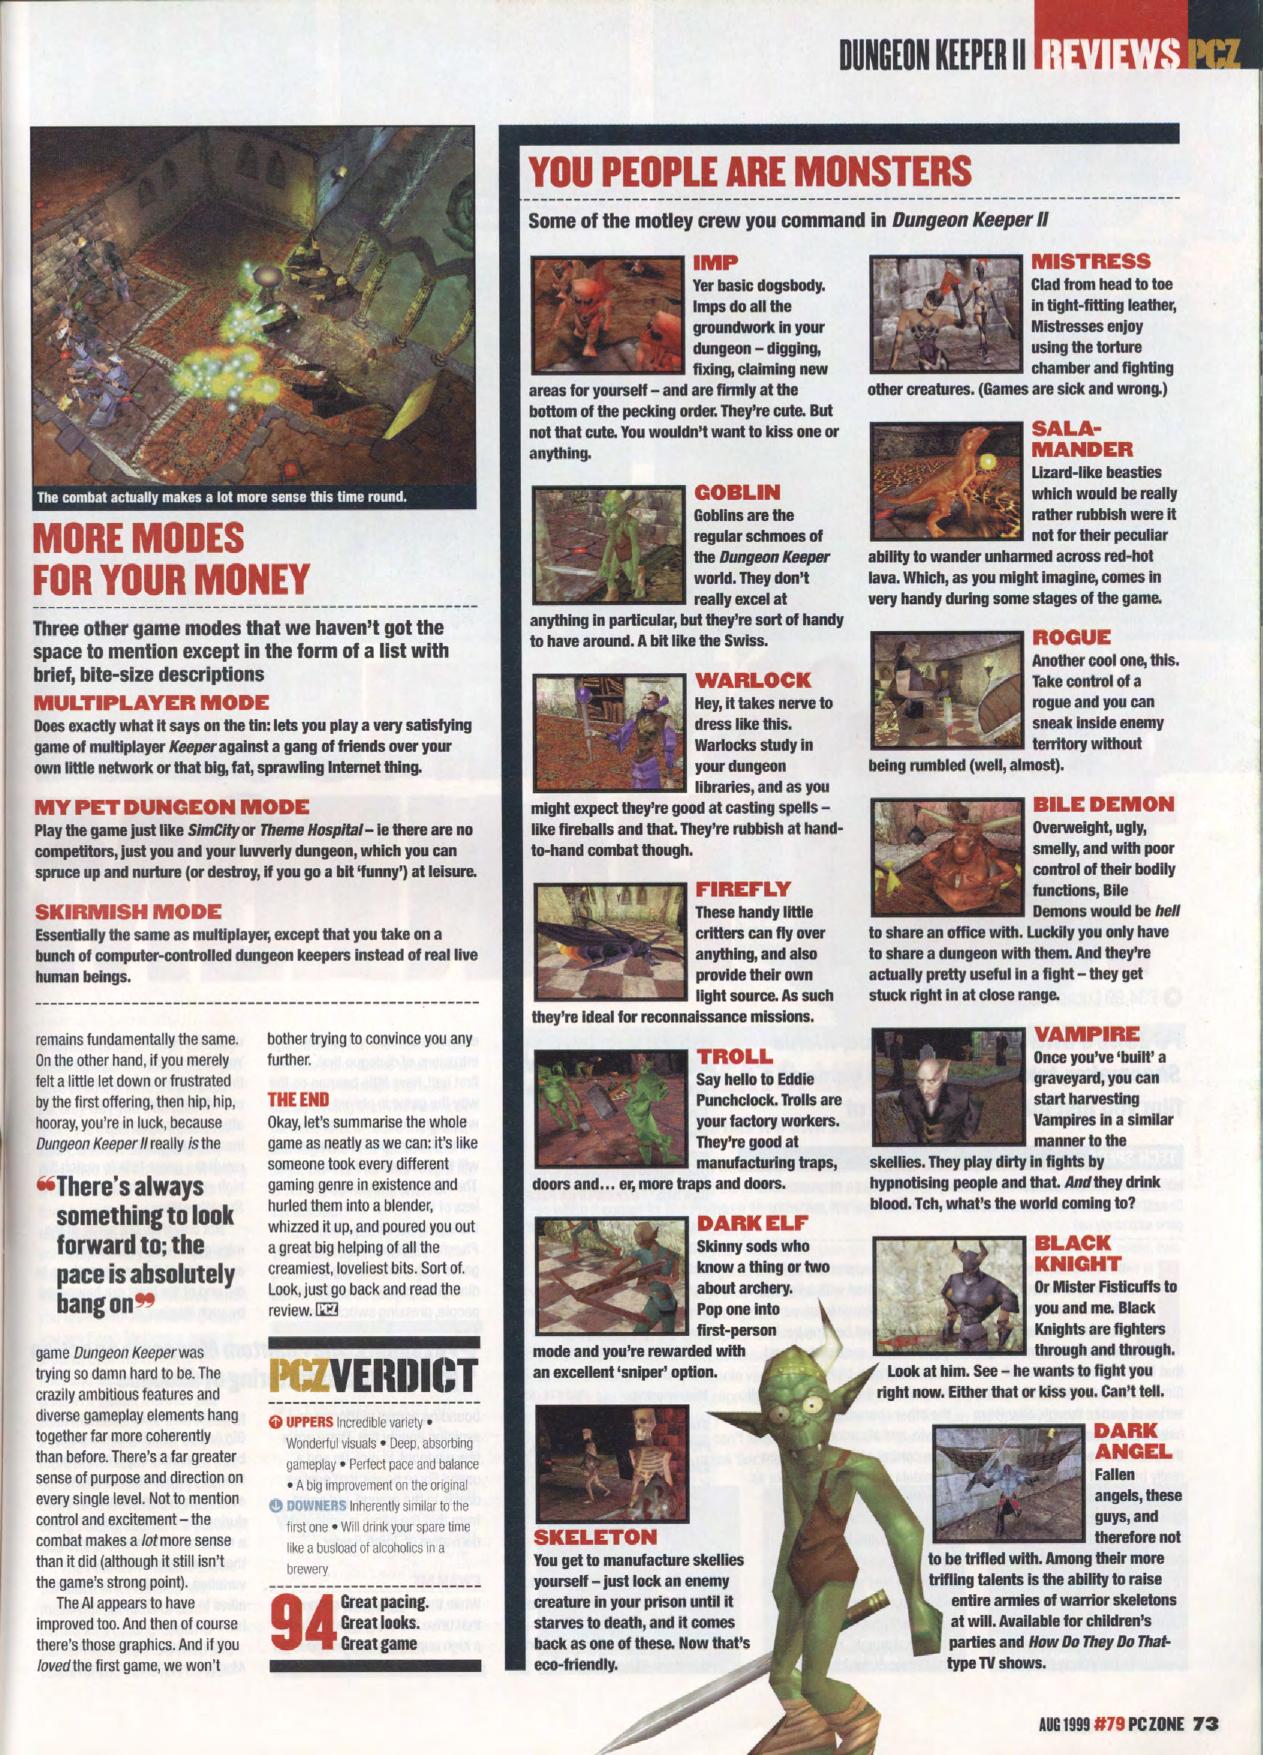 DUNGEON KEEPER II REVIEWS PCZ
The combat actually makes a lot more sense this time round.
MORE MODES
FOR YOUR MONEY
Three other game modes that we haven't got the
space to mention except in the form of a list with
brief, bite-size descriptions
MULTIPLAYER MODE
Does exactly what it says on the tin: lets you play a very satisfying
game of multiplayer Keeper against a gang of friends over your
own little network or that big, fat, sprawling Internet thing.
MY PET DUNGEON MODE
Play the game just like SimCity or Theme Hospital – ie there are no
competitors, just you and your luvverly dungeon, which you can
spruce up and nurture (or destroy, if you go a bit 'funny') at leisure.
SKIRMISH MODE
Essentially the same as multiplayer, except that you take on a
bunch of computer-controlled dungeon keepers instead of real live
human beings.
remains fundamentally the same.
On the other hand, if you merely
felt a little let down or frustrated
by the first offering, then hip, hip,
hooray, you're in luck, because
Dungeon Keeper II really is the
“There's always
something to look
forward to; the
pace is absolutely
bang on”
game Dungeon Keeper was
trying so damn hard to be. The
crazily ambitious features and
diverse gameplay elements hang
together far more coherently
than before. There's a far greater
sense of purpose and direction on
every single level. Not to mention
control and excitement – the
combat makes a lot more sense
than it did (although it still isn't
the game's strong point).
The AI appears to have
improved too. And then of course
there's those graphics. And if you
loved the first game, we won't
bother trying to convince you any
further.
THE END
Okay, let's summarise the whole
game as neatly as we can: it's like
someone took every different
gaming genre in existence and
hurled them into a blender,
whizzed it up, and poured you out
a great big helping of all the
creamiest, loveliest bits. Sort of.
Look, just go back and read the
review. PCZ
PCZVERDICT
UPPERS Incredible variety •
Wonderful visuals • Deep, absorbing
gameplay • Perfect pace and balance
• A big improvement on the original
DOWNERS Inherently similar to the
first one • Will drink your spare time
like a busload of alcoholics in a
brewery
94 Great pacing.
Great looks.
Great game
YOU PEOPLE ARE MONSTERS
Some of the motley crew you command in Dungeon Keeper II
IMP
Yer basic dogsbody.
Imps do all the
groundwork in your
dungeon – digging,
fixing, claiming new
areas for yourself – and are firmly at the
bottom of the pecking order. They're cute. But
not that cute. You wouldn't want to kiss one or
anything.
GOBLIN
Goblins are the
regular schmoes of
the Dungeon Keeper
world. They don't
really excel at
anything in particular, but they're sort of handy
to have around. A bit like the Swiss.
WARLOCK
Hey, it takes nerve to
dress like this.
Warlocks study in
your dungeon
libraries, and as you
might expect they're good at casting spells –
like fireballs and that. They're rubbish at hand-
to-hand combat though.
FIREFLY
These handy little
critters can fly over
anything, and also
provide their own
light source. As such
they're ideal for reconnaissance missions.
TROLL
Say hello to Eddie
Punchclock. Trolls are
your factory workers.
They're good at
manufacturing traps,
doors and... er, more traps and doors.
DARK ELF
Skinny sods who
know a thing or two
about archery.
Pop one into
first-person
mode and you're rewarded with
an excellent 'sniper' option.
SKELETON
You get to manufacture skellies
yourself – just lock an enemy
creature in your prison until it
starves to death, and it comes
back as one of these. Now that's
eco-friendly.
MISTRESS
Clad from head to toe
in tight-fitting leather,
Mistresses enjoy
using the torture
chamber and fighting
other creatures. (Games are sick and wrong.)
SALA-
MANDER
Lizard-like beasties
which would be really
rather rubbish were it
not for their peculiar
ability to wander unharmed across red-hot
lava. Which, as you might imagine, comes in
very handy during some stages of the game.
ROGUE
Another cool one, this.
Take control of a
rogue and you can
sneak inside enemy
territory without
being rumbled (well, almost).
BILE DEMON
Overweight, ugly,
smelly, and with poor
control of their bodily
functions, Bile
Demons would be hell
to share an office with. Luckily you only have
to share a dungeon with them. And they're
actually pretty useful in a fight – they get
stuck right in at close range.
VAMPIRE
Once you've 'built' a
graveyard, you can
start harvesting
Vampires in a similar
manner to the
skellies. They play dirty in fights by
hypnotising people and that. And they drink
blood. Tch, what's the world coming to?
BLACK
KNIGHT
Or Mister Fisticuffs to
you and me. Black
Knights are fighters
through and through.
Look at him. See – he wants to fight you
right now. Either that or kiss you. Can't tell.
DARK
ANGEL
Fallen
angels, these
guys, and
therefore not
to be trifled with. Among their more
trifling talents is the ability to raise
entire armies of warrior skeletons
at will. Available for children's
parties and How Do They Do That-
type TV shows.
AUG 1999 #79 PC ZONE 73